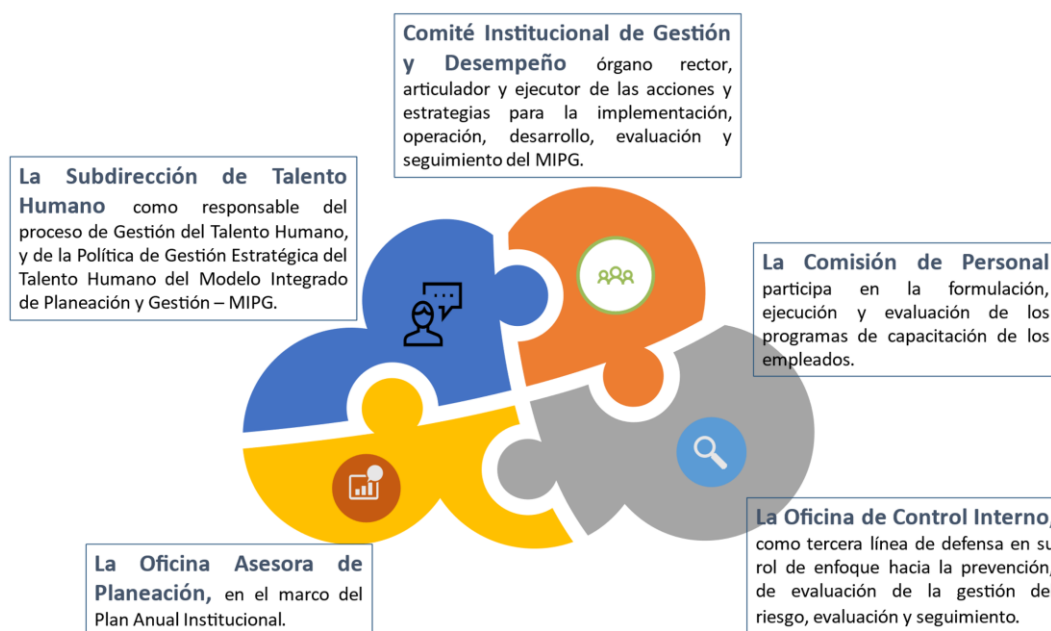 Comité Institucional de Gestión
y Desempeño órgano rector,
articulador y ejecutor de las acciones y
estrategias para la implementación,
operación, desarrollo, evaluación y
seguimiento del MIPG.
La Subdirección de Talento
Humano como responsable del
proceso de Gestión del Talento Humano,
y de la Política de Gestión Estratégica del
Talento Humano del Modelo Integrado
de Planeación y Gestión – MIPG.
La Comisión de Personal
participa en la formulación,
ejecución y evaluación de los
programas de capacitación de los
empleados.
La Oficina Asesora de
Planeación, en el marco del
Plan Anual Institucional.
La Oficina de Control Interno,
como tercera línea de defensa en su
rol de enfoque hacia la prevención,
de evaluación de la gestión de
riesgo, evaluación y seguimiento.